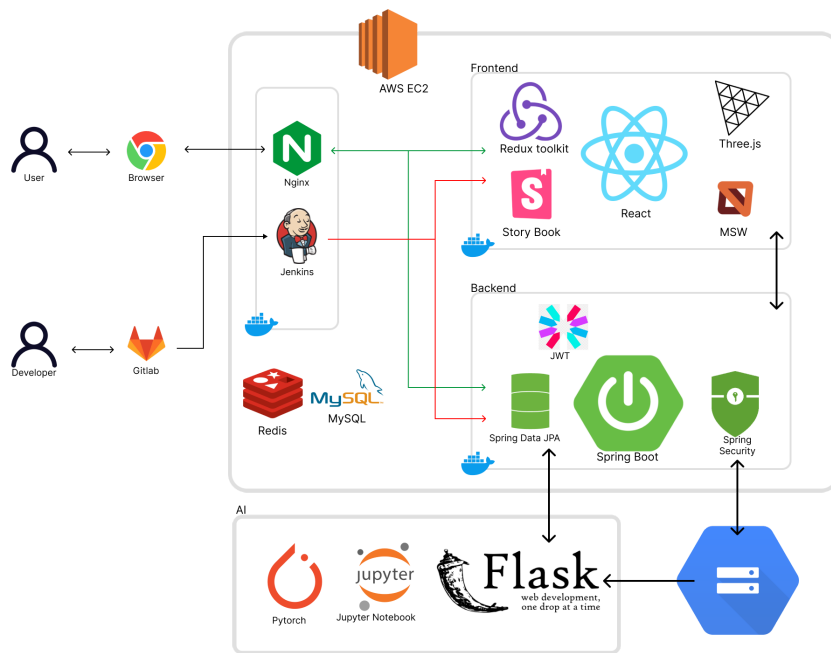 AWS EC2
Frontend
Redux toolkit
Three.js
User
Browser
N
Nginx
S
Story Book
React
MSW
Jenkins
Backend
JWT
Developer
Gitlab
Redis
MySQL
MySQL
Spring Data JPA
Spring Boot
Spring
Security
AI
Pytorch
jupyter
Jupyter Notebook
Flask
web development,
one drop at a time